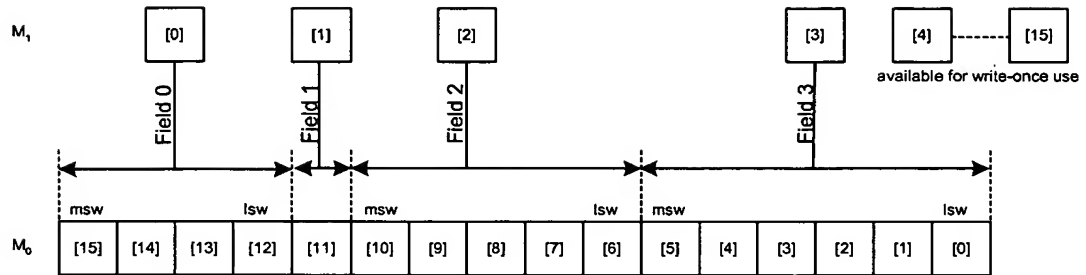 M₁ [0] [1] [2] [3] [4] [15]
available for write-once use
Field 0 Field 1 Field 2 Field 3
msw lsw msw lsw msw lsw
M₀ [15] [14] [13] [12] [11] [10] [9] [8] [7] [6] [5] [4] [3] [2] [1] [0]